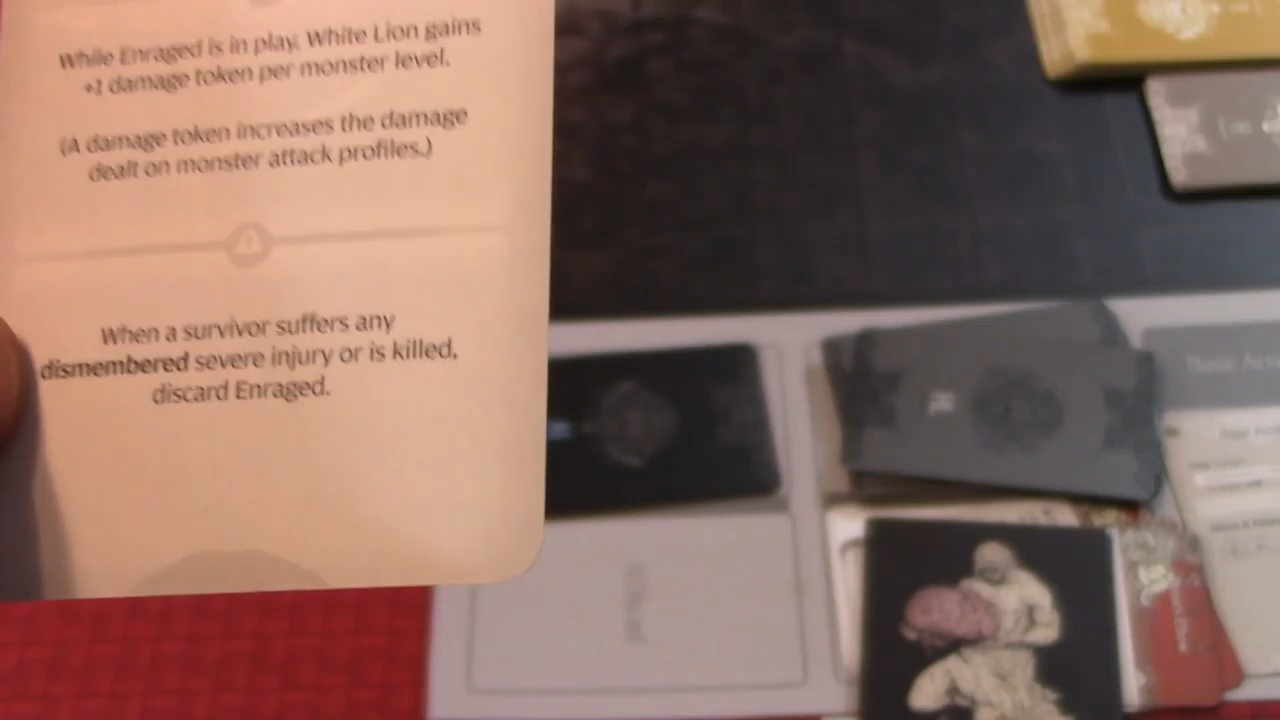 While Enraged is in play, White Lion gains
+1 damage token per monster level.
(A damage token increases the damage
dealt on monster attack profiles.)
When a survivor suffers any
dismembered severe injury or is killed,
discard Enraged.